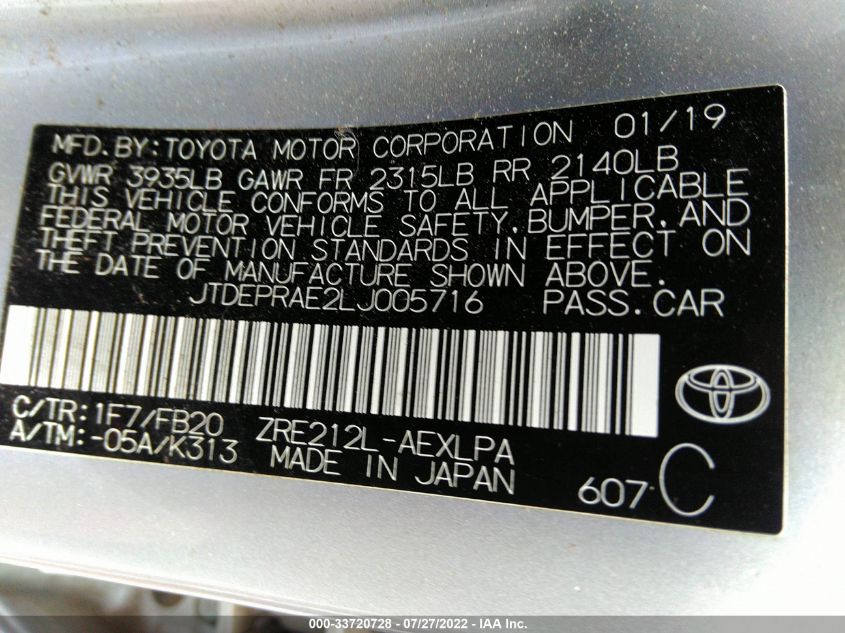 MFD. BY: TOYOTA MOTOR CORPORATION 01/19
GVWR 3935LB GAWR FR 2315LB RR 2140LB
THIS VEHICLE CONFORMS TO ALL APPLICABLE
FEDERAL MOTOR VEHICLE SAFETY, BUMPER, AND
THEFT PREVENTION STANDARDS IN EFFECT ON
THE DATE OF MANUFACTURE SHOWN ABOVE.
JTDEPRAE2LJ005716 PASS. CAR
C/TR: 1F7/FB20 ZRE212L-AEXLPA
A/TM: -05A/K313 MADE IN JAPAN
607 C
000-33720728 - 07/27/2022 - IAA Inc.